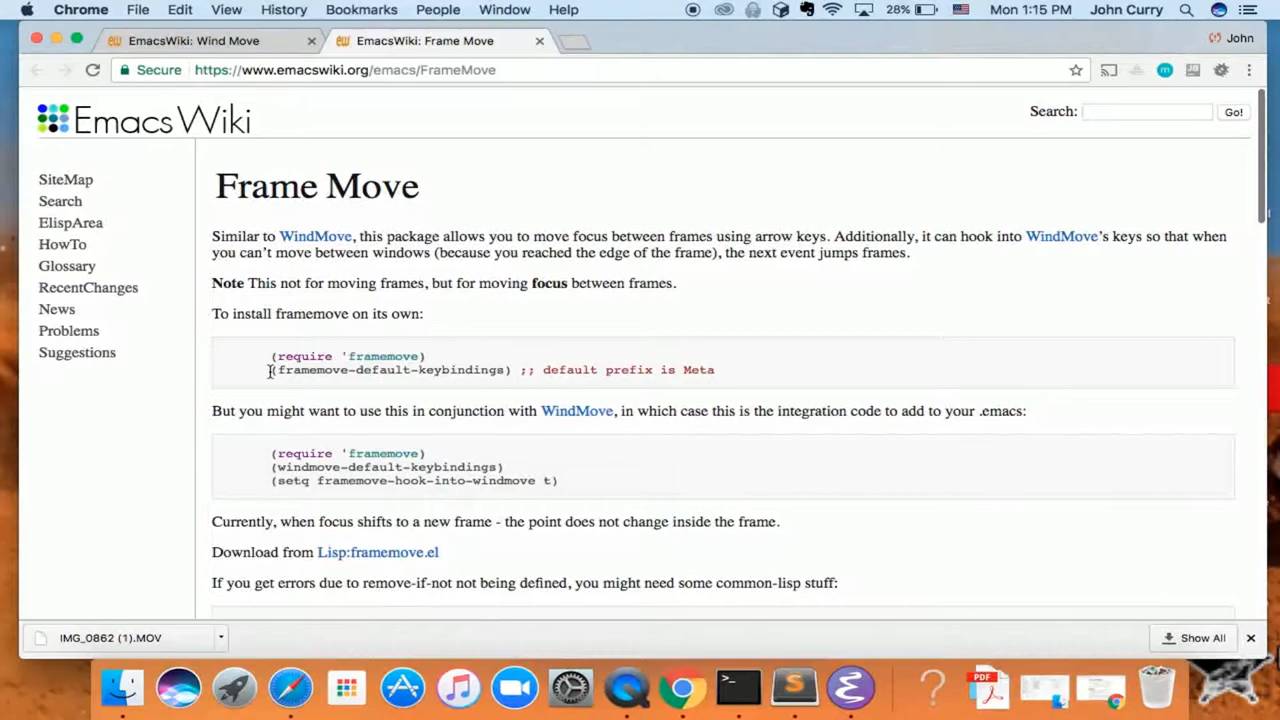 Chrome File Edit View History Bookmarks People Window Help 28% Mon 1:15 PM John Curry
EmacsWiki: Wind Move EmacsWiki: Frame Move John
Secure https://www.emacswiki.org/emacs/FrameMove
EmacsWiki Search: Go!
SiteMap
Search
ElispArea
HowTo
Glossary
RecentChanges
News
Problems
Suggestions
Frame Move
Similar to WindMove, this package allows you to move focus between frames using arrow keys. Additionally, it can hook into WindMove's keys so that when
you can't move between windows (because you reached the edge of the frame), the next event jumps frames.
Note This not for moving frames, but for moving focus between frames.
To install framemove on its own:
(require 'framemove)
(framemove-default-keybindings) ;; default prefix is Meta
But you might want to use this in conjunction with WindMove, in which case this is the integration code to add to your .emacs:
(require 'framemove)
(windmove-default-keybindings)
(setq framemove-hook-into-windmove t)
Currently, when focus shifts to a new frame - the point does not change inside the frame.
Download from Lisp:framemove.el
If you get errors due to remove-if-not not being defined, you might need some common-lisp stuff:
IMG_0862 (1).MOV Show All
PDF